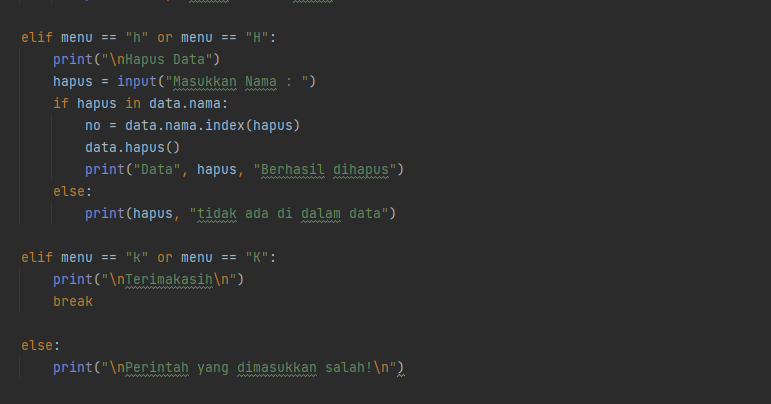 elif menu == "h" or menu == "H":
print("\nHapus Data")
hapus = input("Masukkan Nama : ")
if hapus in data.nama:
no = data.nama.index(hapus)
data.hapus()
print("Data", hapus, "Berhasil dihapus")
else:
print(hapus, "tidak ada di dalam data")
elif menu == "k" or menu == "K":
print("\nTerimakasih\n")
break
else:
print("\nPerintah yang dimasukkan salah!\n")